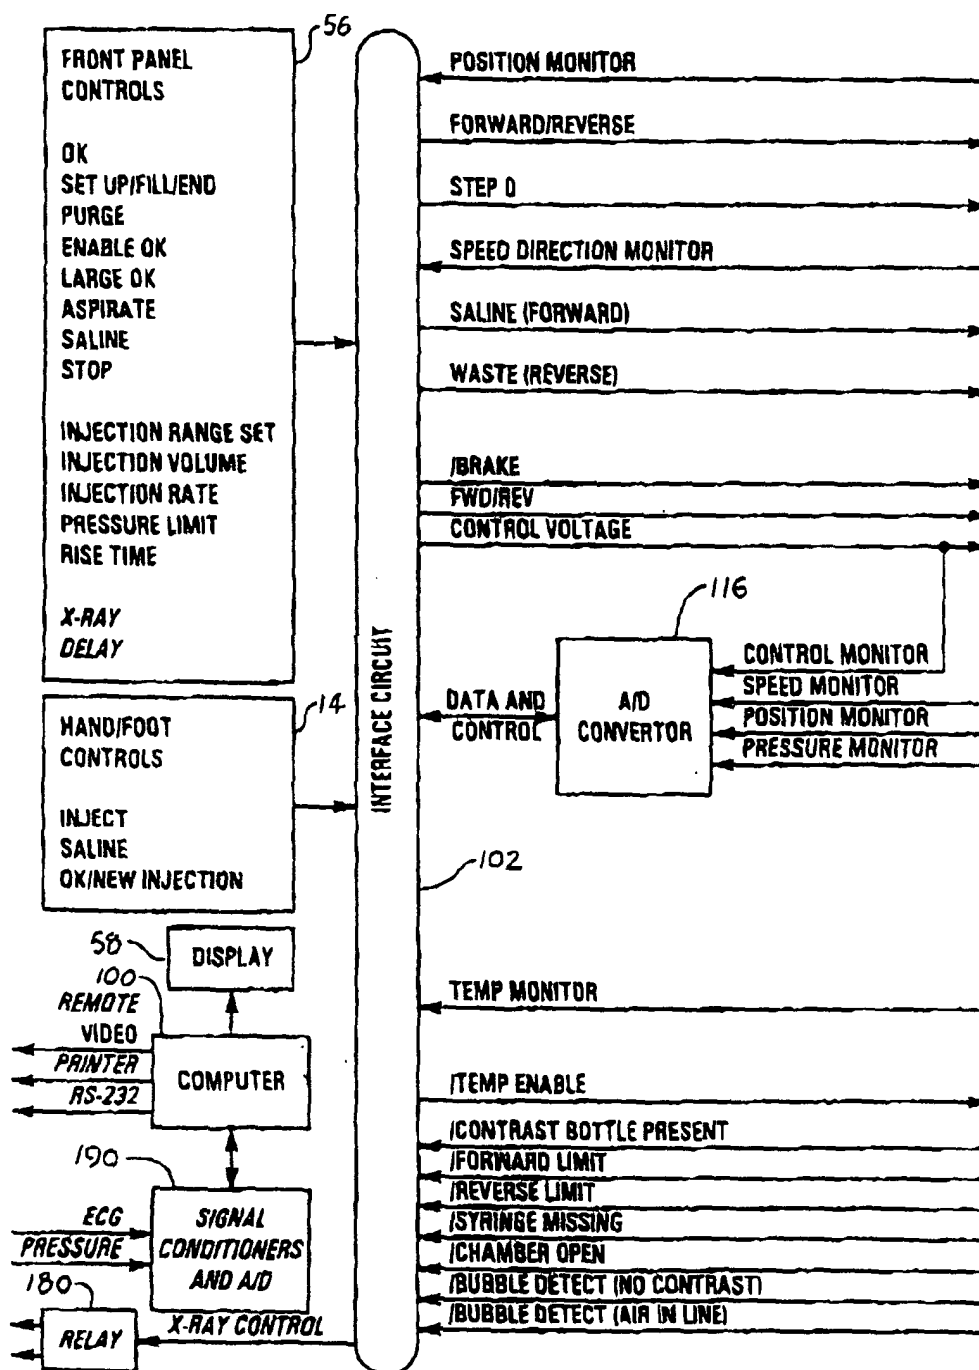 56
FRONT PANEL
CONTROLS
OK
SET UP/FILL/END
PURGE
ENABLE OK
LARGE OK
ASPIRATE
SALINE
STOP
INJECTION RANGE SET
INJECTION VOLUME
INJECTION RATE
PRESSURE LIMIT
RISE TIME
X-RAY
DELAY
14
HAND/FOOT
CONTROLS
INJECT
SALINE
OK/NEW INJECTION
58
DISPLAY
100
REMOTE
VIDEO
PRINTER
RS-232
COMPUTER
190
ECG
PRESSURE
SIGNAL
CONDITIONERS
AND A/D
180
RELAY
X-RAY CONTROL
INTERFACE CIRCUIT
102
POSITION MONITOR
FORWARD/REVERSE
STEP Q
SPEED DIRECTION MONITOR
SALINE (FORWARD)
WASTE (REVERSE)
/BRAKE
FWD/REV
CONTROL VOLTAGE
116
DATA AND
CONTROL
A/D
CONVERTOR
CONTROL MONITOR
SPEED MONITOR
POSITION MONITOR
PRESSURE MONITOR
TEMP MONITOR
/TEMP ENABLE
/CONTRAST BOTTLE PRESENT
/FORWARD LIMIT
/REVERSE LIMIT
/SYRINGE MISSING
/CHAMBER OPEN
/BUBBLE DETECT (NO CONTRAST)
/BUBBLE DETECT (AIR IN LINE)